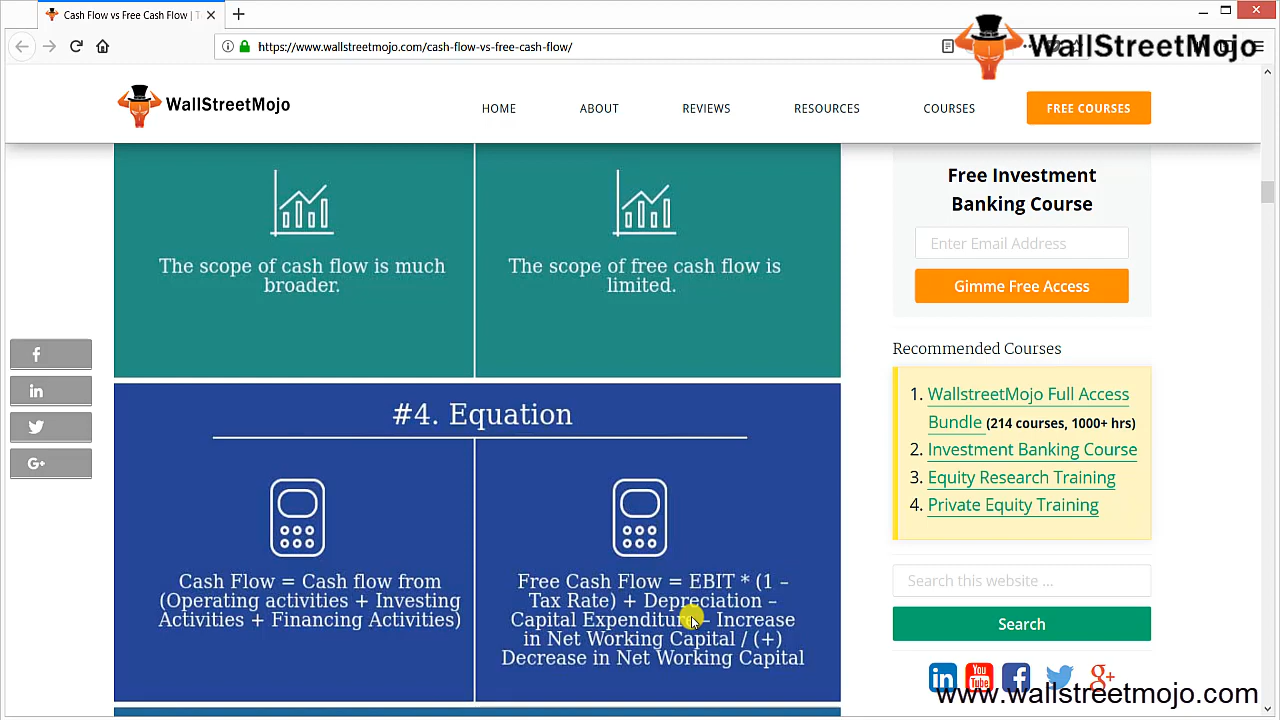 Cash Flow vs Free Cash Flow | T
https://www.wallstreetmojo.com/cash-flow-vs-free-cash-flow/
WallStreetMojo
WallStreetMojo
HOME
ABOUT
REVIEWS
RESOURCES
COURSES
FREE COURSES
The scope of cash flow is much
broader.
The scope of free cash flow is
limited.
#4. Equation
Cash Flow = Cash flow from
(Operating activities + Investing
Activities + Financing Activities)
Free Cash Flow = EBIT * (1 –
Tax Rate) + Depreciation –
Capital Expenditure – Increase
in Net Working Capital / (+)
Decrease in Net Working Capital
Free Investment
Banking Course
Enter Email Address
Gimme Free Access
Recommended Courses
1. WallstreetMojo Full Access
Bundle (214 courses, 1000+ hrs)
2. Investment Banking Course
3. Equity Research Training
4. Private Equity Training
Search this website ...
Search
www.wallstreetmojo.com